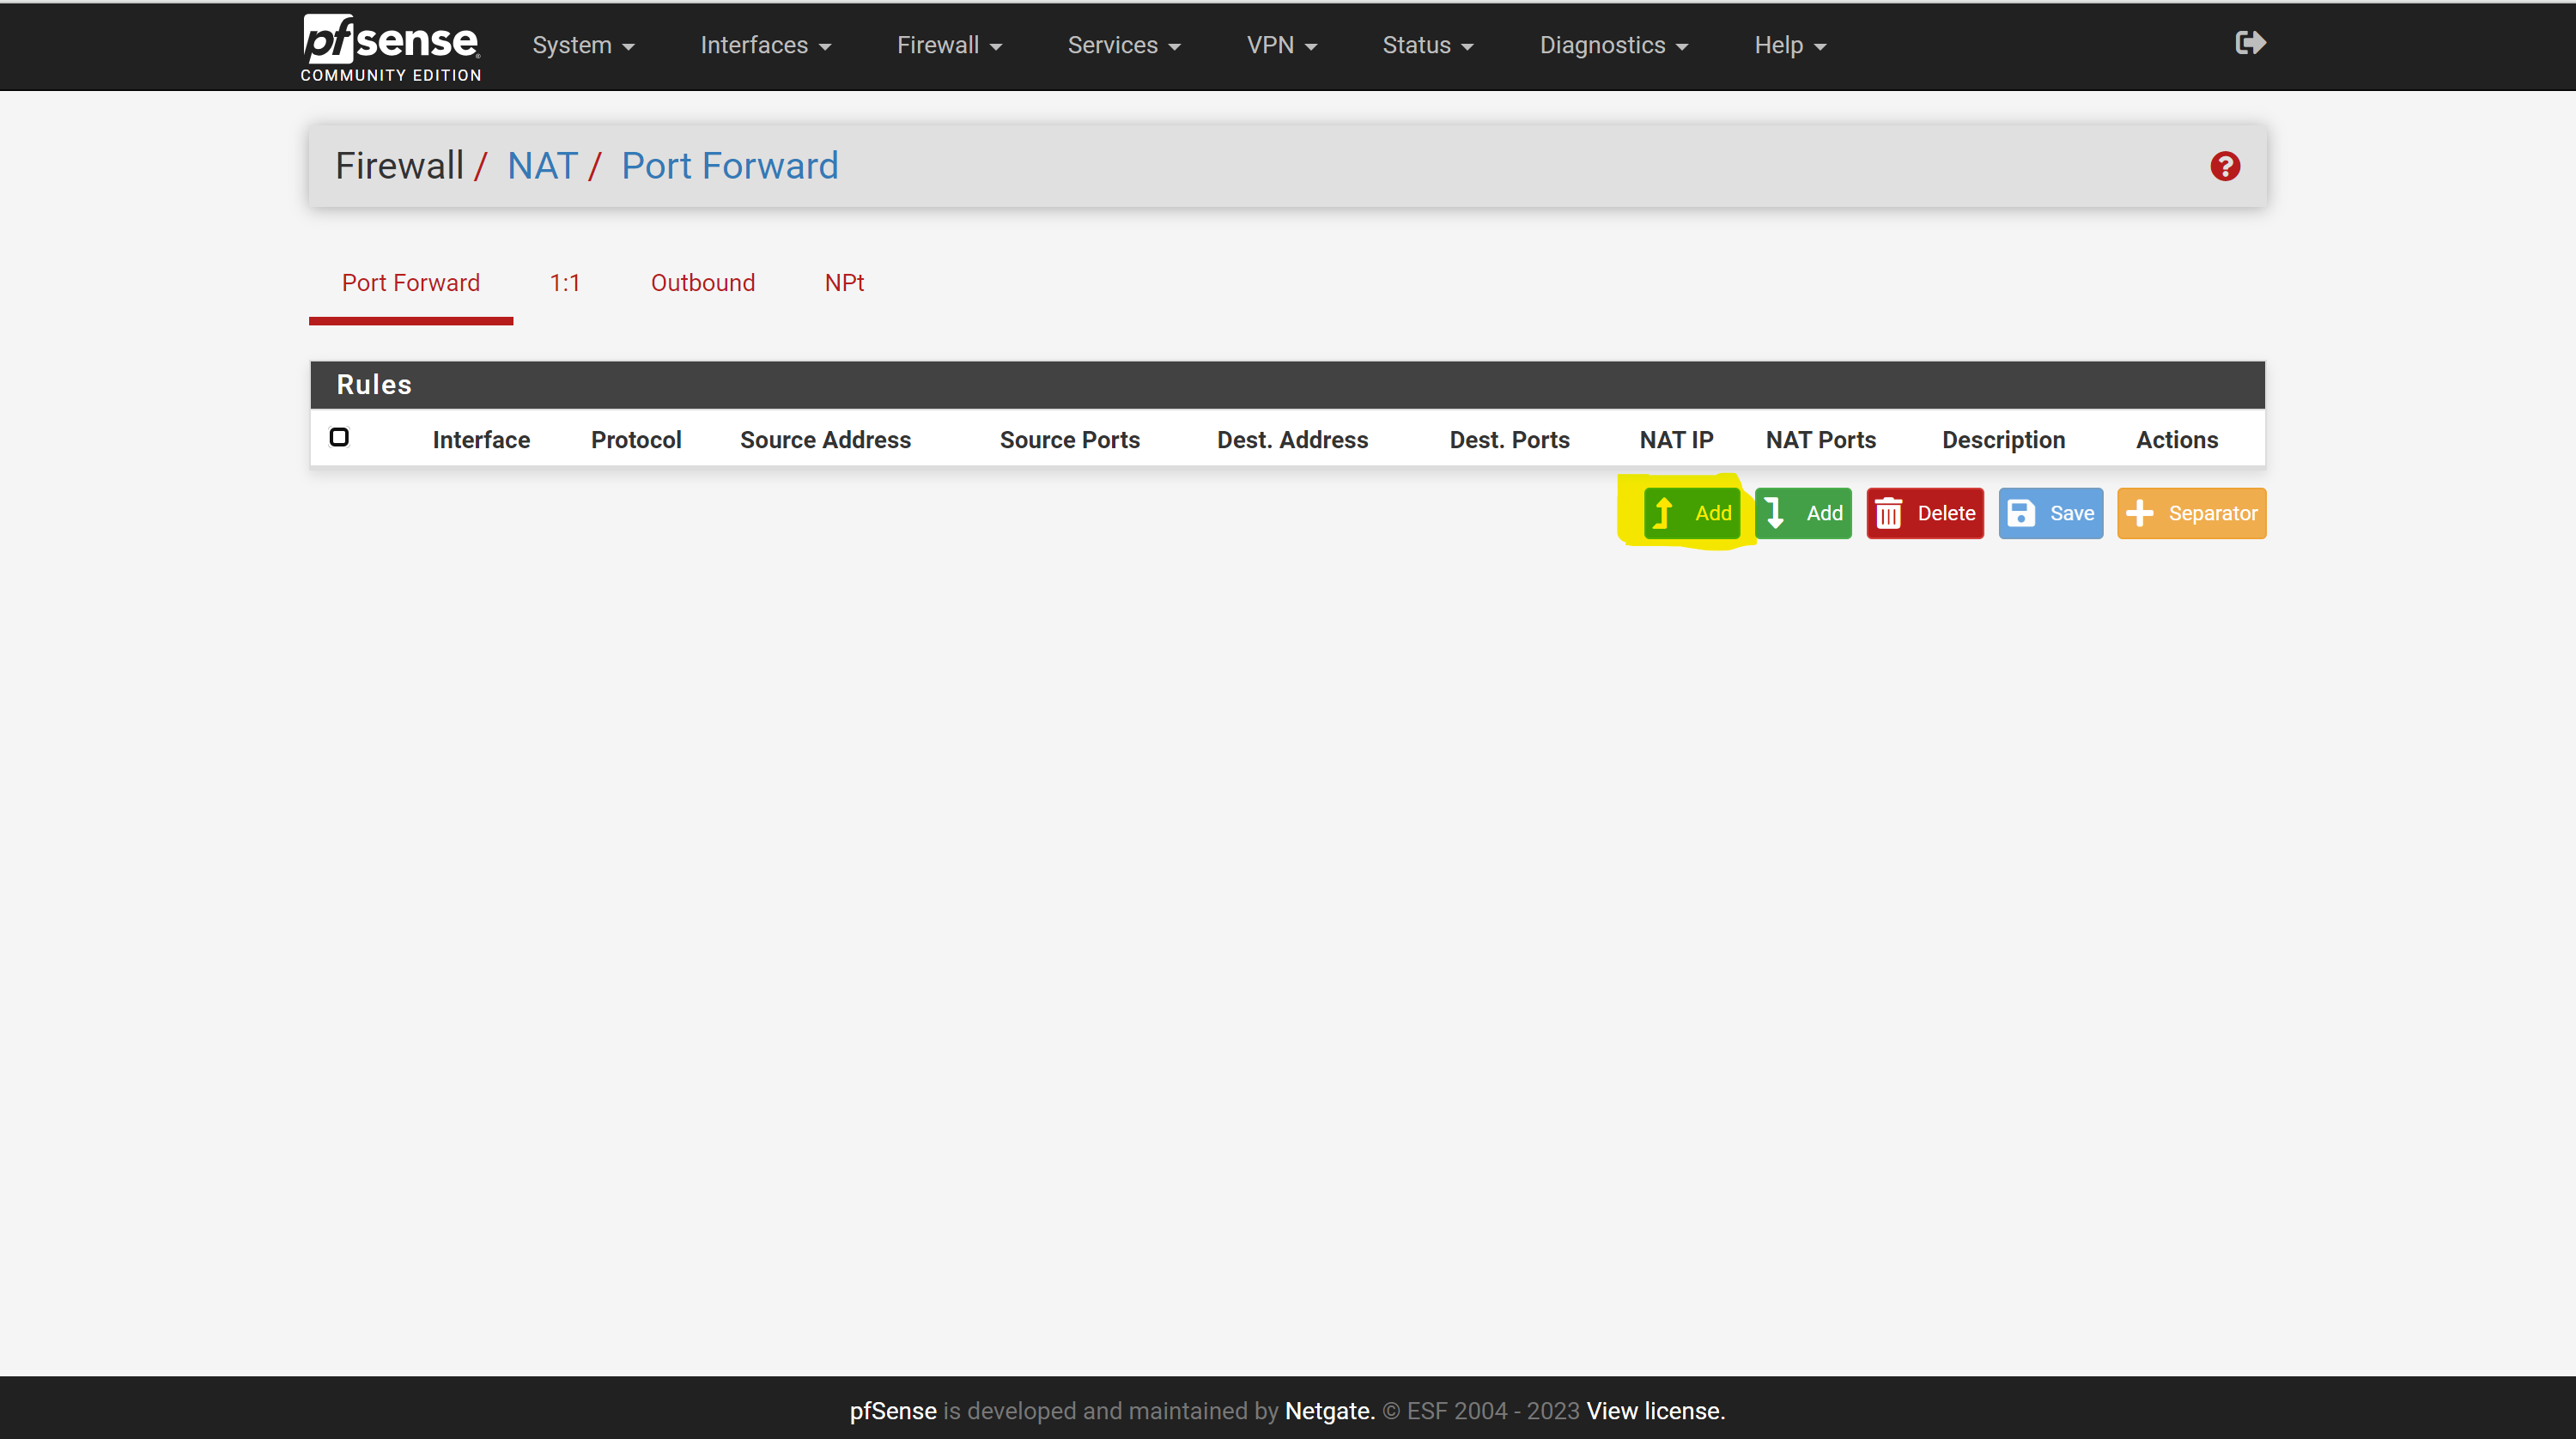 pfsense
COMMUNITY EDITION
System Interfaces Firewall Services VPN Status Diagnostics Help
Firewall / NAT / Port Forward
Port Forward 1:1 Outbound NPt
Rules
Interface Protocol Source Address Source Ports Dest. Address Dest. Ports NAT IP NAT Ports Description Actions
Add Add Delete Save Separator
pfSense is developed and maintained by Netgate. © ESF 2004 - 2023 View license.